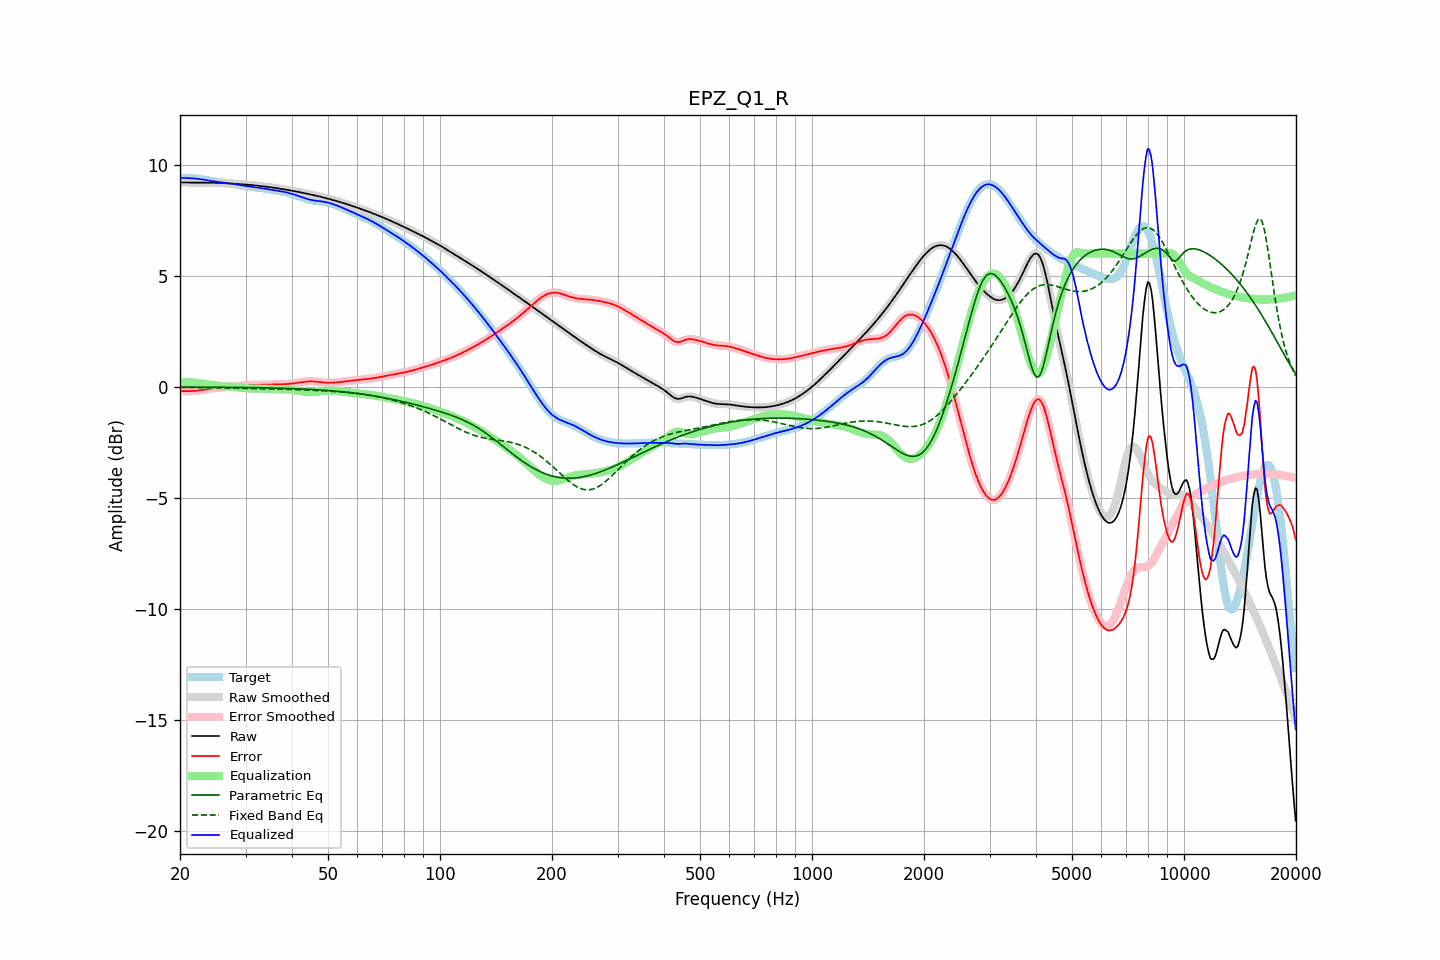 EPZ_Q1_R
Amplitude (dBr)
10
5
0
−5
−10
−15
−20
Target
Raw Smoothed
Error Smoothed
Raw
Error
Equalization
Parametric Eq
Fixed Band Eq
Equalized
20 50 100 200 500 1000 2000 5000 10000 20000
Frequency (Hz)